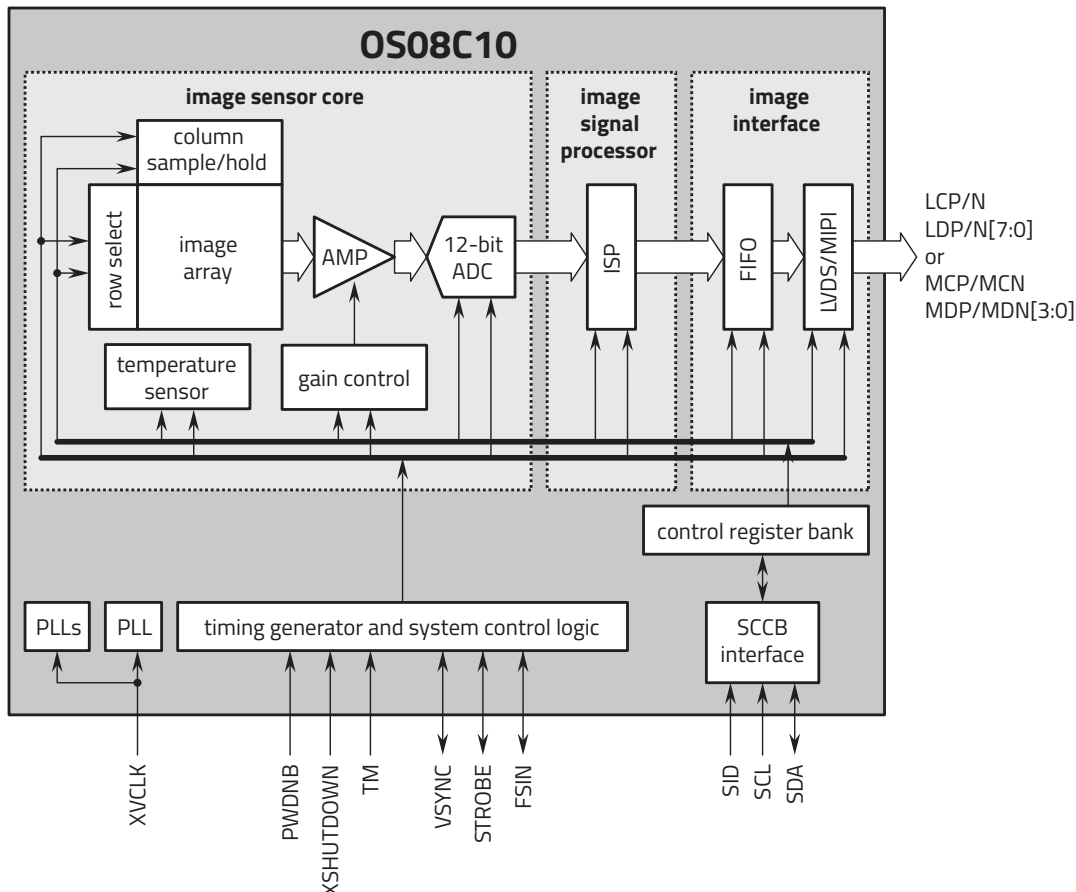 OS08C10
image sensor core
image
signal
processor
image
interface
column
sample/hold
row select
image
array
AMP
12-bit
ADC
ISP
FIFO
LVDS/MIPI
LCP/N
LDP/N[7:0]
or
MCP/MCN
MDP/MDN[3:0]
temperature
sensor
gain control
control register bank
PLLs
PLL
timing generator and system control logic
SCCB
interface
XVCLK
PWDNB
XSHUTDOWN
TM
VSYNC
STROBE
FSIN
SID
SCL
SDA